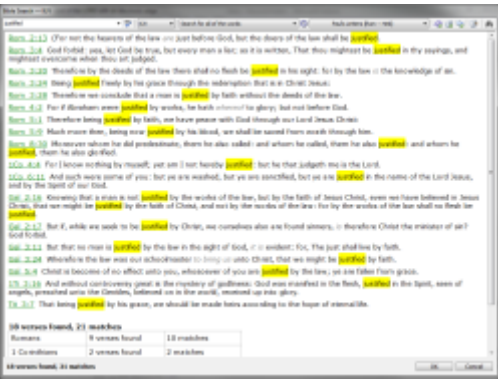 justified
Search for all of the words
Rom 2:13 (For not the hearers of the law are just before God, but the doers of the law shall be justified.
Rom 3:4 God forbid: yea, let God be true, but every man a liar; as it is written, That thou mightest be justified in thy sayings, and
mightest overcome when thou art judged.
Rom 3:20 Therefore by the deeds of the law there shall no flesh be justified in his sight: for by the law is the knowledge of sin.
Rom 3:24 Being justified freely by his grace through the redemption that is in Christ Jesus:
Rom 3:28 Therefore we conclude that a man is justified by faith without the deeds of the law.
Rom 4:2 For if Abraham were justified by works, he hath whereof to glory; but not before God.
Rom 5:1 Therefore being justified by faith, we have peace with God through our Lord Jesus Christ:
Rom 5:9 Much more then, being now justified by his blood, we shall be saved from wrath through him.
Rom 8:30 Moreover whom he did predestinate, them he also called: and whom he called, them he also justified: and whom he
justified, them he also glorified.
1Co 4:4 For I know nothing by myself; yet am I not hereby justified: but he that judgeth me is the Lord.
1Co 6:11 And such were some of you: but ye are washed, but ye are sanctified, but ye are justified in the name of the Lord Jesus,
and by the Spirit of our God.
Gal 2:16 Knowing that a man is not justified by the works of the law, but by the faith of Jesus Christ, even we have believed in Jesus
Christ, that we might be justified by the faith of Christ, and not by the works of the law: for by the works of the law shall no flesh be
justified.
Gal 2:17 But if, while we seek to be justified by Christ, we ourselves also are found sinners, is therefore Christ the minister of sin?
God forbid.
Gal 3:11 But that no man is justified by the law in the sight of God, it is evident: for, The just shall live by faith.
Gal 3:24 Wherefore the law was our schoolmaster to bring us unto Christ, that we might be justified by faith.
Gal 5:4 Christ is become of no effect unto you, whosoever of you are justified by the law; ye are fallen from grace.
1Ti 3:16 And without controversy great is the mystery of godliness: God was manifest in the flesh, justified in the Spirit, seen of
angels, preached unto the Gentiles, believed on in the world, received up into glory.
Tit 3:7 That being justified by his grace, we should be made heirs according to the hope of eternal life.
18 verses found, 21 matches
Romans 9 verses found 10 matches
1 Corinthians 2 verses found 2 matches
18 verses found, 21 matches OK Cancel